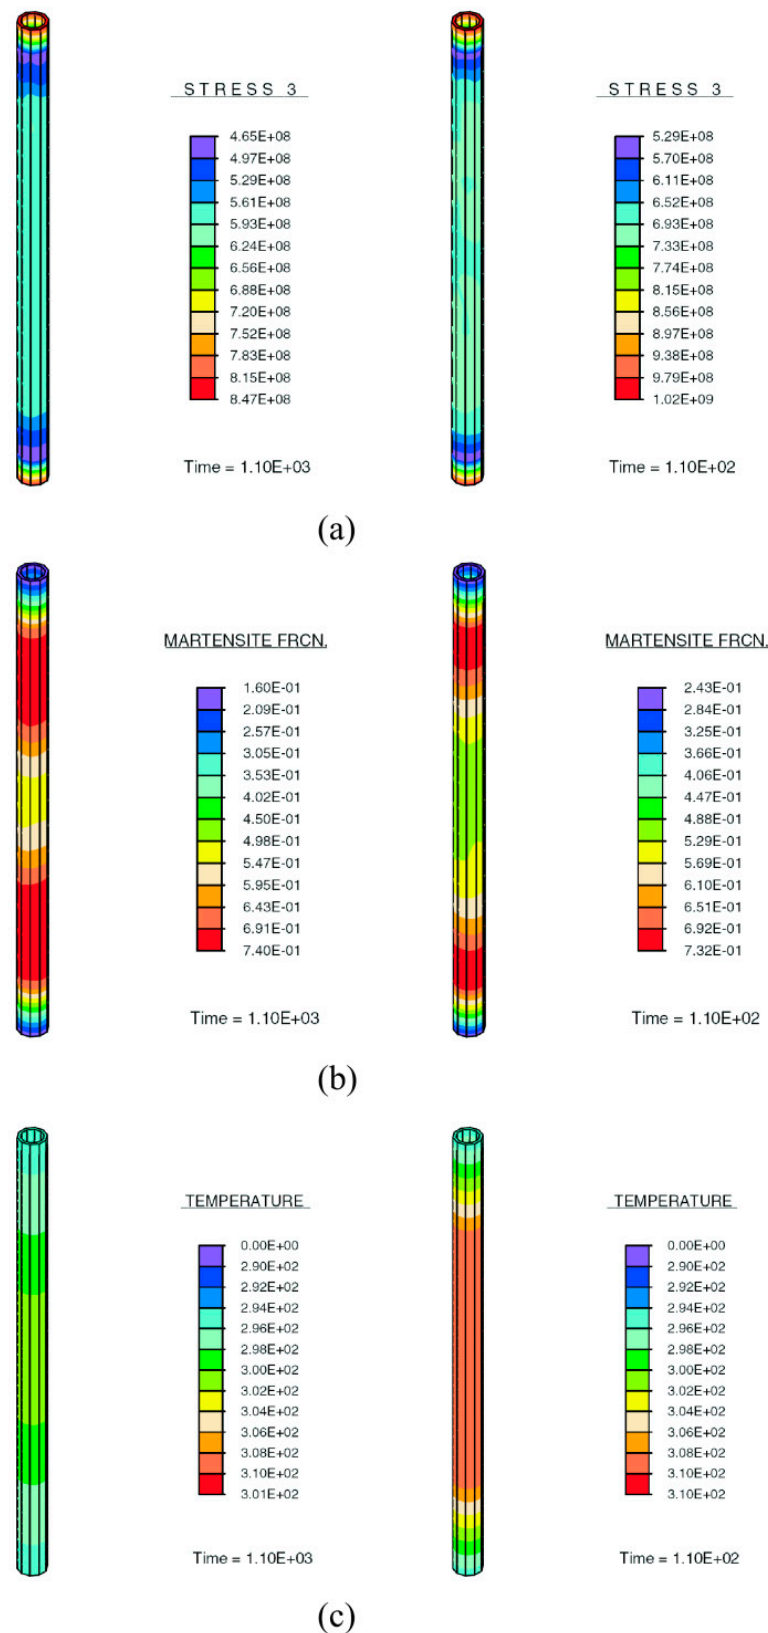 STRESS 3
4.65E+08
4.97E+08
5.29E+08
5.61E+08
5.93E+08
6.24E+08
6.56E+08
6.88E+08
7.20E+08
7.52E+08
7.83E+08
8.15E+08
8.47E+08
Time = 1.10E+03
STRESS 3
5.29E+08
5.70E+08
6.11E+08
6.52E+08
6.93E+08
7.33E+08
7.74E+08
8.15E+08
8.56E+08
8.97E+08
9.38E+08
9.79E+08
1.02E+09
Time = 1.10E+02
(a)
MARTENSITE FRCN.
1.60E-01
2.09E-01
2.57E-01
3.05E-01
3.53E-01
4.02E-01
4.50E-01
4.98E-01
5.47E-01
5.95E-01
6.43E-01
6.91E-01
7.40E-01
Time = 1.10E+03
MARTENSITE FRCN.
2.43E-01
2.84E-01
3.25E-01
3.66E-01
4.06E-01
4.47E-01
4.88E-01
5.29E-01
5.69E-01
6.10E-01
6.51E-01
6.92E-01
7.32E-01
Time = 1.10E+02
(b)
TEMPERATURE
0.00E+00
2.90E+02
2.92E+02
2.94E+02
2.96E+02
2.98E+02
3.00E+02
3.02E+02
3.04E+02
3.06E+02
3.08E+02
3.10E+02
3.01E+02
Time = 1.10E+03
TEMPERATURE
0.00E+00
2.90E+02
2.92E+02
2.94E+02
2.96E+02
2.98E+02
3.00E+02
3.02E+02
3.04E+02
3.06E+02
3.08E+02
3.10E+02
3.10E+02
Time = 1.10E+02
(c)